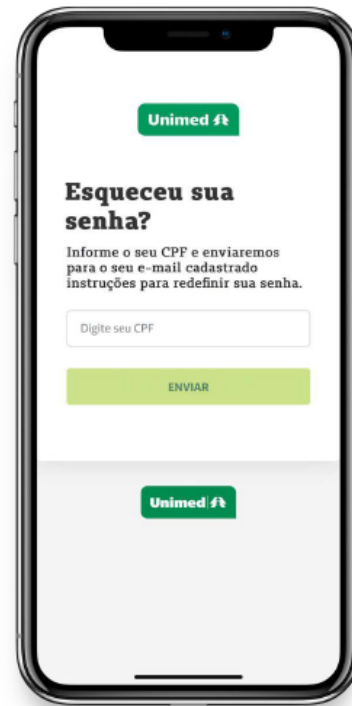 Unimed
Esqueceu sua
senha?
Informe o seu CPF e enviaremos
para o seu e-mail cadastrado
instruções para redefinir sua senha.
Digite seu CPF
ENVIAR
Unimed